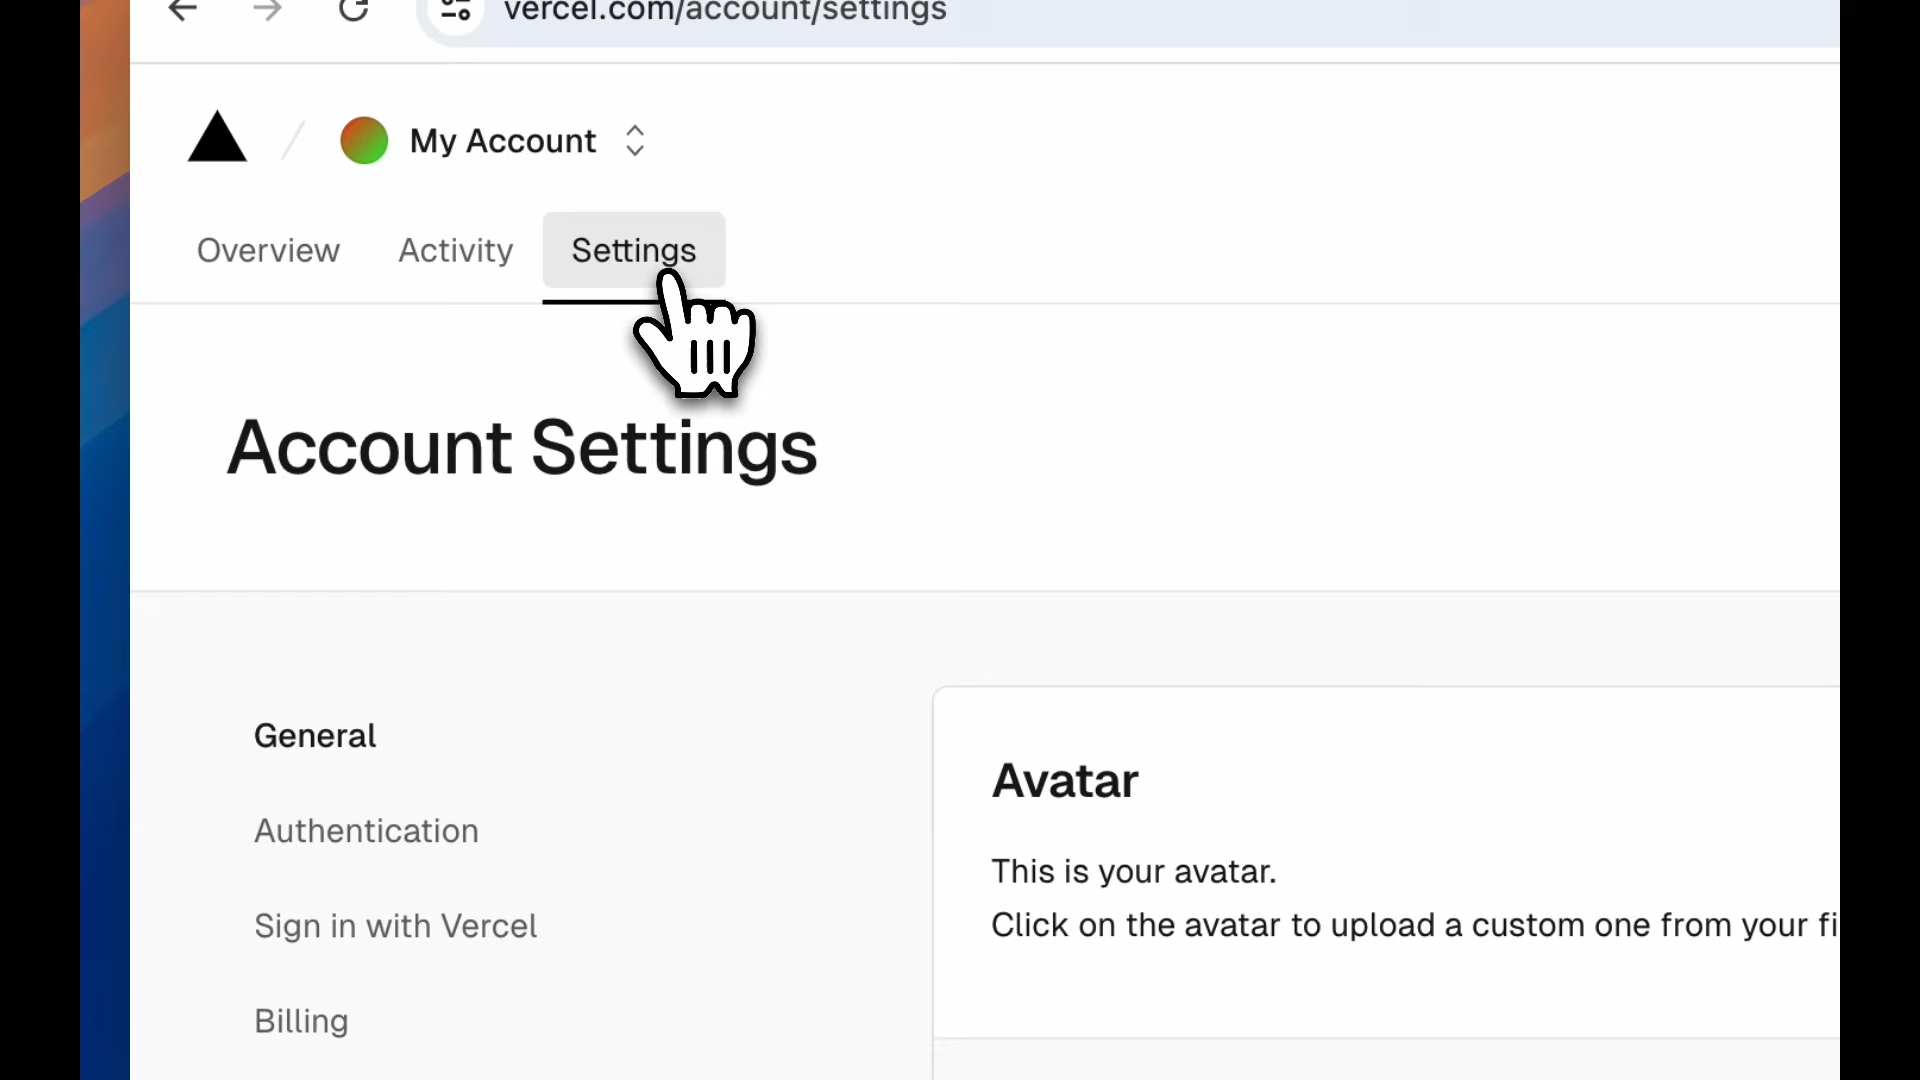 vercel.com/account/settings
My Account
Overview
Activity
Settings
Account Settings
General
Authentication
Sign in with Vercel
Billing
Avatar
This is your avatar.
Click on the avatar to upload a custom one from your fi